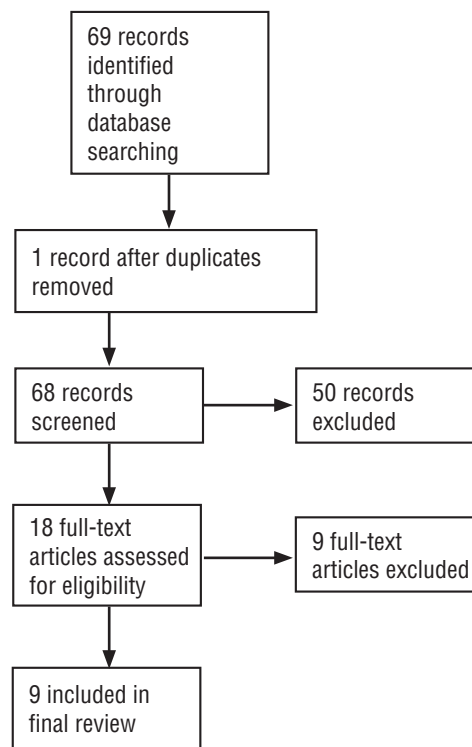 69 records
identified
through
database
searching
1 record after duplicates
removed
68 records
screened
50 records
excluded
18 full-text
articles assessed
for eligibility
9 full-text
articles excluded
9 included in
final review